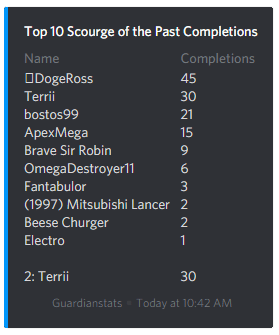 Top 10 Scourge of the Past Completions
Name Completions
▯DogeRoss 45
Terrii 30
bostos99 21
ApexMega 15
Brave Sir Robin 9
OmegaDestroyer11 6
Fantabulor 3
(1997) Mitsubishi Lancer 2
Beese Churger 2
Electro 1
2: Terrii 30
Guardianstats • Today at 10:42 AM